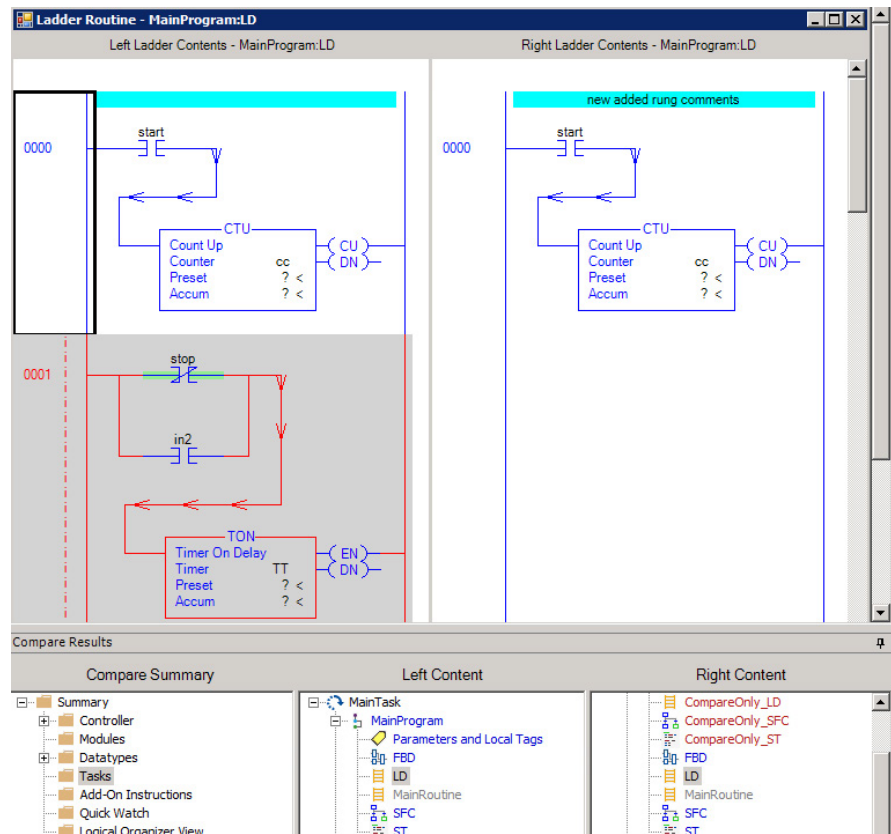 Ladder Routine - MainProgram:LD
Left Ladder Contents - MainProgram:LD
Right Ladder Contents - MainProgram:LD
0000
start
CTU
Count Up
Counter cc
Preset ? <
Accum ? <
CU
DN
0001
stop
in2
TON
Timer On Delay
Timer TT
Preset ? <
Accum ? <
EN
DN
new added rung comments
0000
start
CTU
Count Up
Counter cc
Preset ? <
Accum ? <
CU
DN
Compare Results
Compare Summary
Summary
Controller
Modules
Datatypes
Tasks
Add-On Instructions
Quick Watch
Logical Organizer View
Left Content
MainTask
MainProgram
Parameters and Local Tags
FBD
LD
MainRoutine
SFC
ST
Right Content
CompareOnly_LD
CompareOnly_SFC
CompareOnly_ST
FBD
LD
MainRoutine
SFC
ST